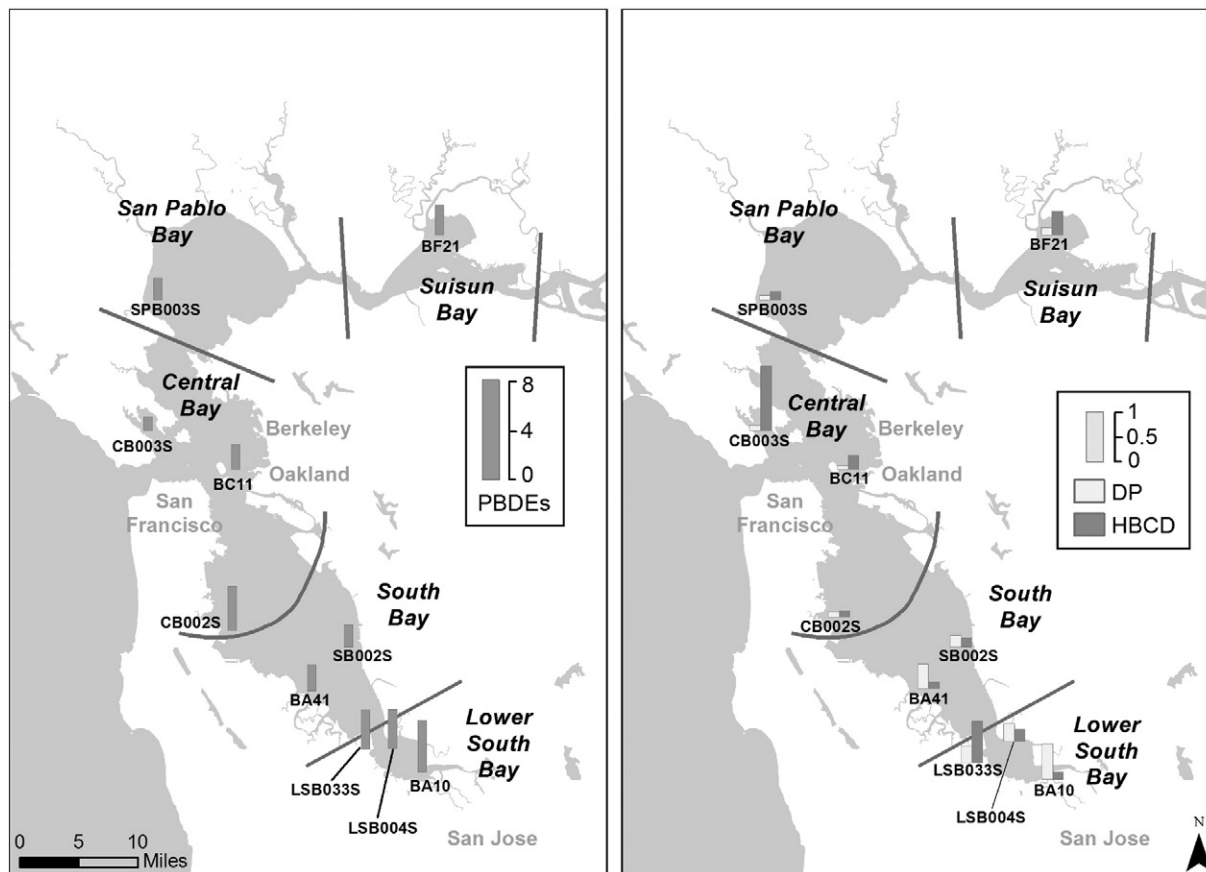 San Pablo
Bay
BF21
Suisun
Bay
SPB003S
Central
Bay
CB003S
Berkeley
BC11
Oakland
San
Francisco
8
4
0
PBDEs
CB002S
South
Bay
SB002S
BA41
Lower
South
Bay
LSB033S
BA10
LSB004S
San Jose
0 5 10
Miles
San Pablo
Bay
BF21
Suisun
Bay
SPB003S
Central
Bay
CB003S
Berkeley
BC11
Oakland
San
Francisco
1
0.5
0
DP
HBCD
CB002S
South
Bay
SB002S
BA41
Lower
South
Bay
LSB033S
BA10
LSB004S
San Jose
N